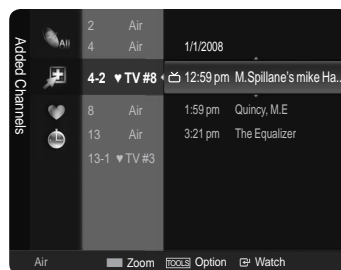 Added Channels
All
2 Air
4 Air 1/1/2008
4-2 ♥ TV #8 12:59 pm M.Spillane's mike Ha..
8 Air 1:59 pm Quincy, M.E
13 Air 3:21 pm The Equalizer
13-1 ♥ TV #3
Air Zoom TOOLS Option Watch